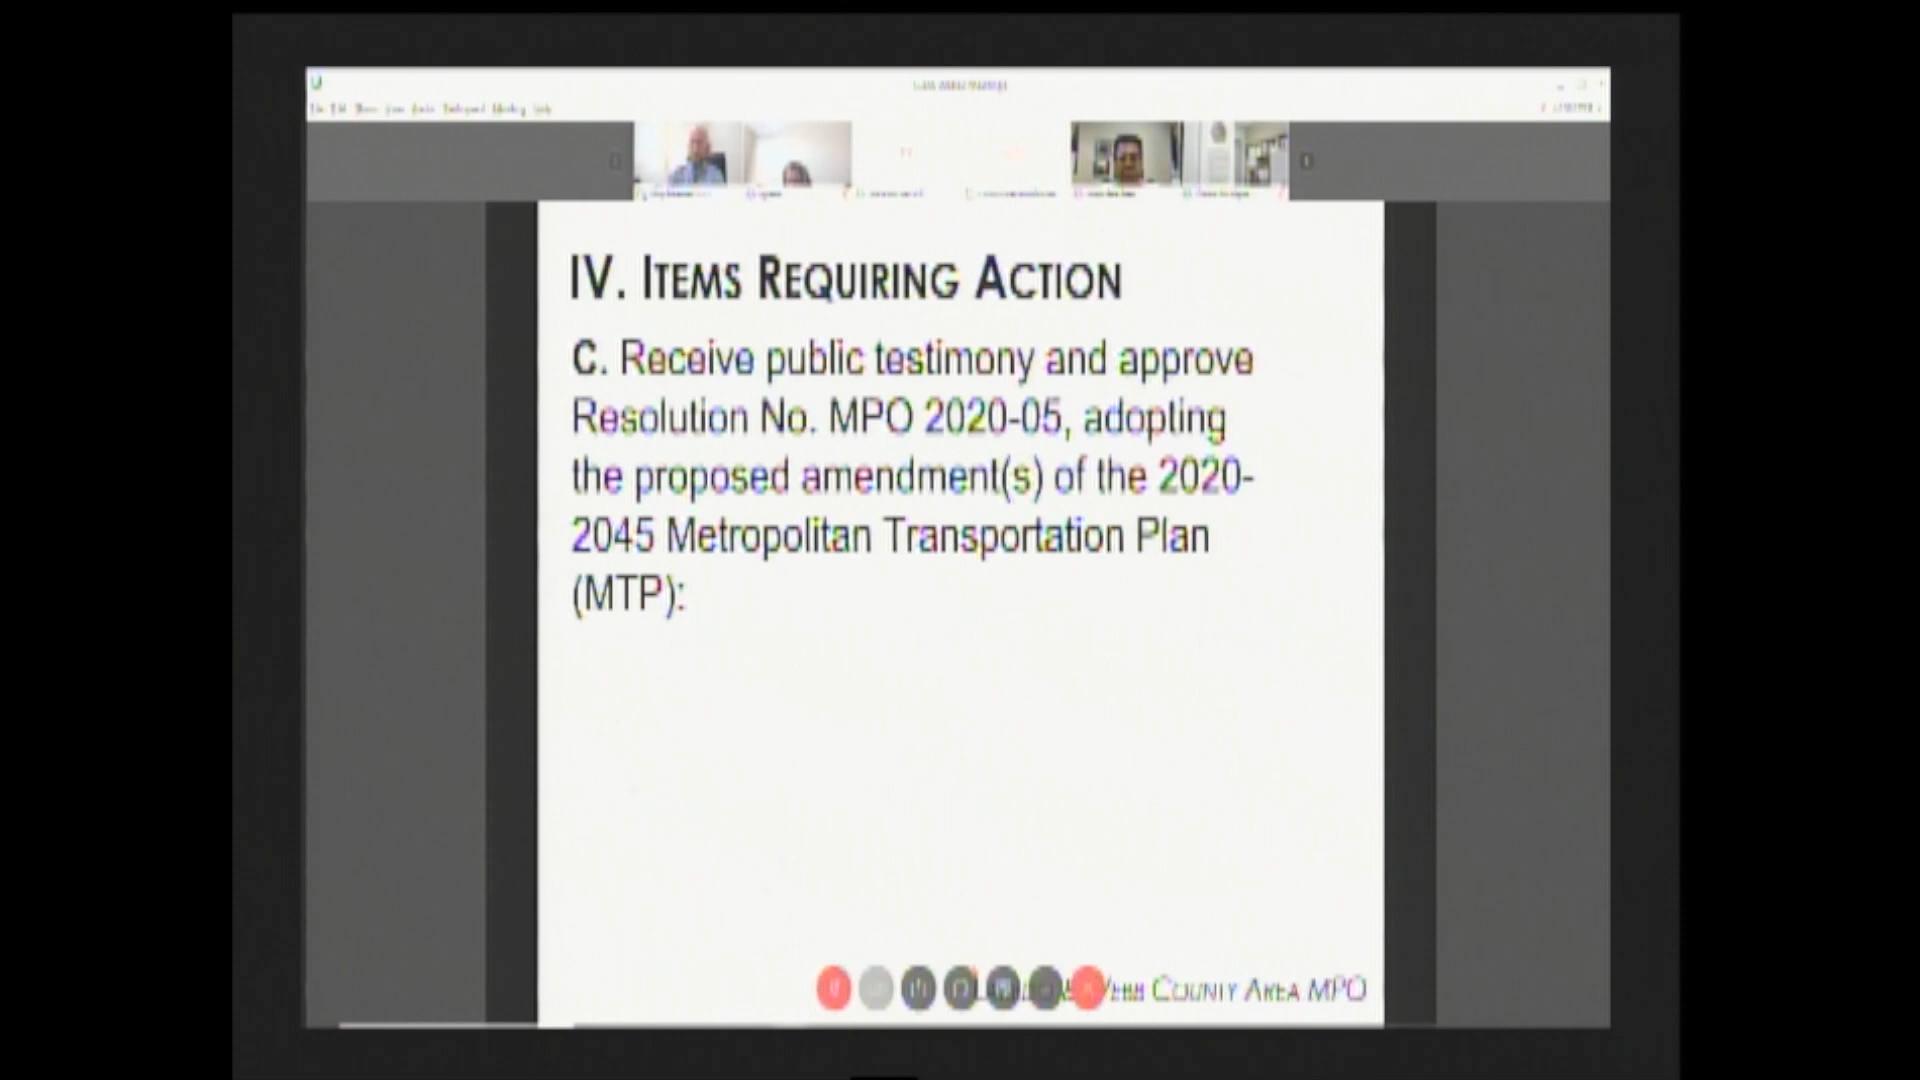 IV. ITEMS REQUIRING ACTION
C. Receive public testimony and approve
Resolution No. MPO 2020-05, adopting
the proposed amendment(s) of the 2020-
2045 Metropolitan Transportation Plan
(MTP):
COUNTY AREA MPO